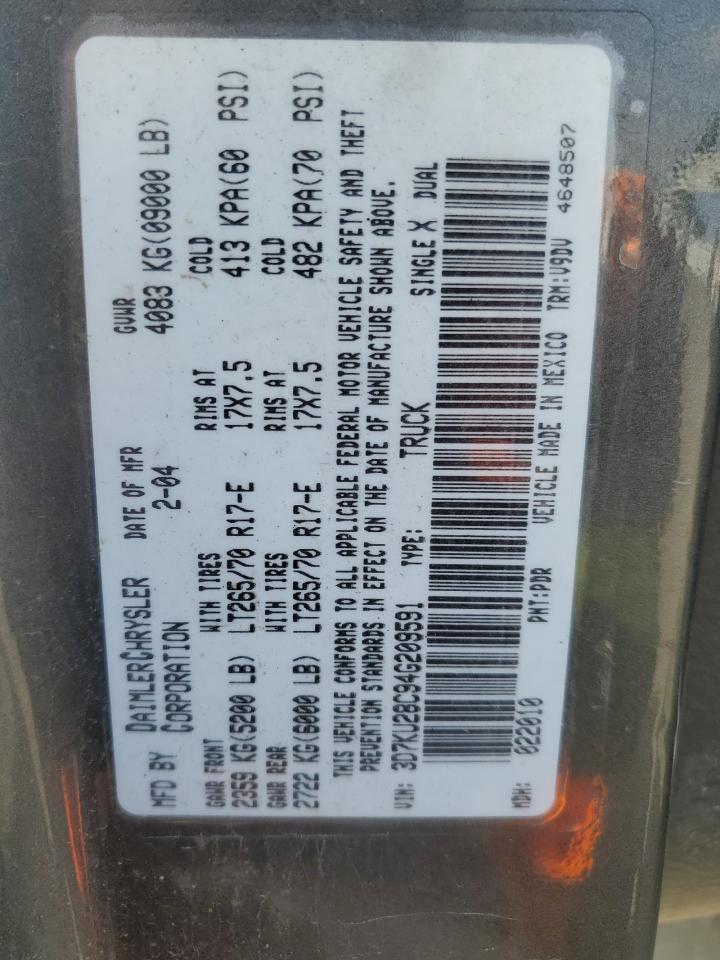 MFD BY DAIMLERCHRYSLER CORPORATION DATE OF MFR 2-04 GVWR 4083 KG(09000 LB)
GAWR FRONT WITH TIRES RIMS AT COLD
2359 KG(5200 LB) LT265/70 R17-E 17X7.5 413 KPA(60 PSI)
GAWR REAR WITH TIRES RIMS AT COLD
2722 KG(6000 LB) LT265/70 R17-E 17X7.5 482 KPA(70 PSI)
THIS VEHICLE CONFORMS TO ALL APPLICABLE FEDERAL MOTOR VEHICLE SAFETY AND THEFT
PREVENTION STANDARDS IN EFFECT ON THE DATE OF MANUFACTURE SHOWN ABOVE.
VIN: 3D7KU28C94G209591 TYPE: TRUCK SINGLE X DUAL
MDH: 022010 PNT:PDR VEHICLE MADE IN MEXICO TRM:V9DV 4648507